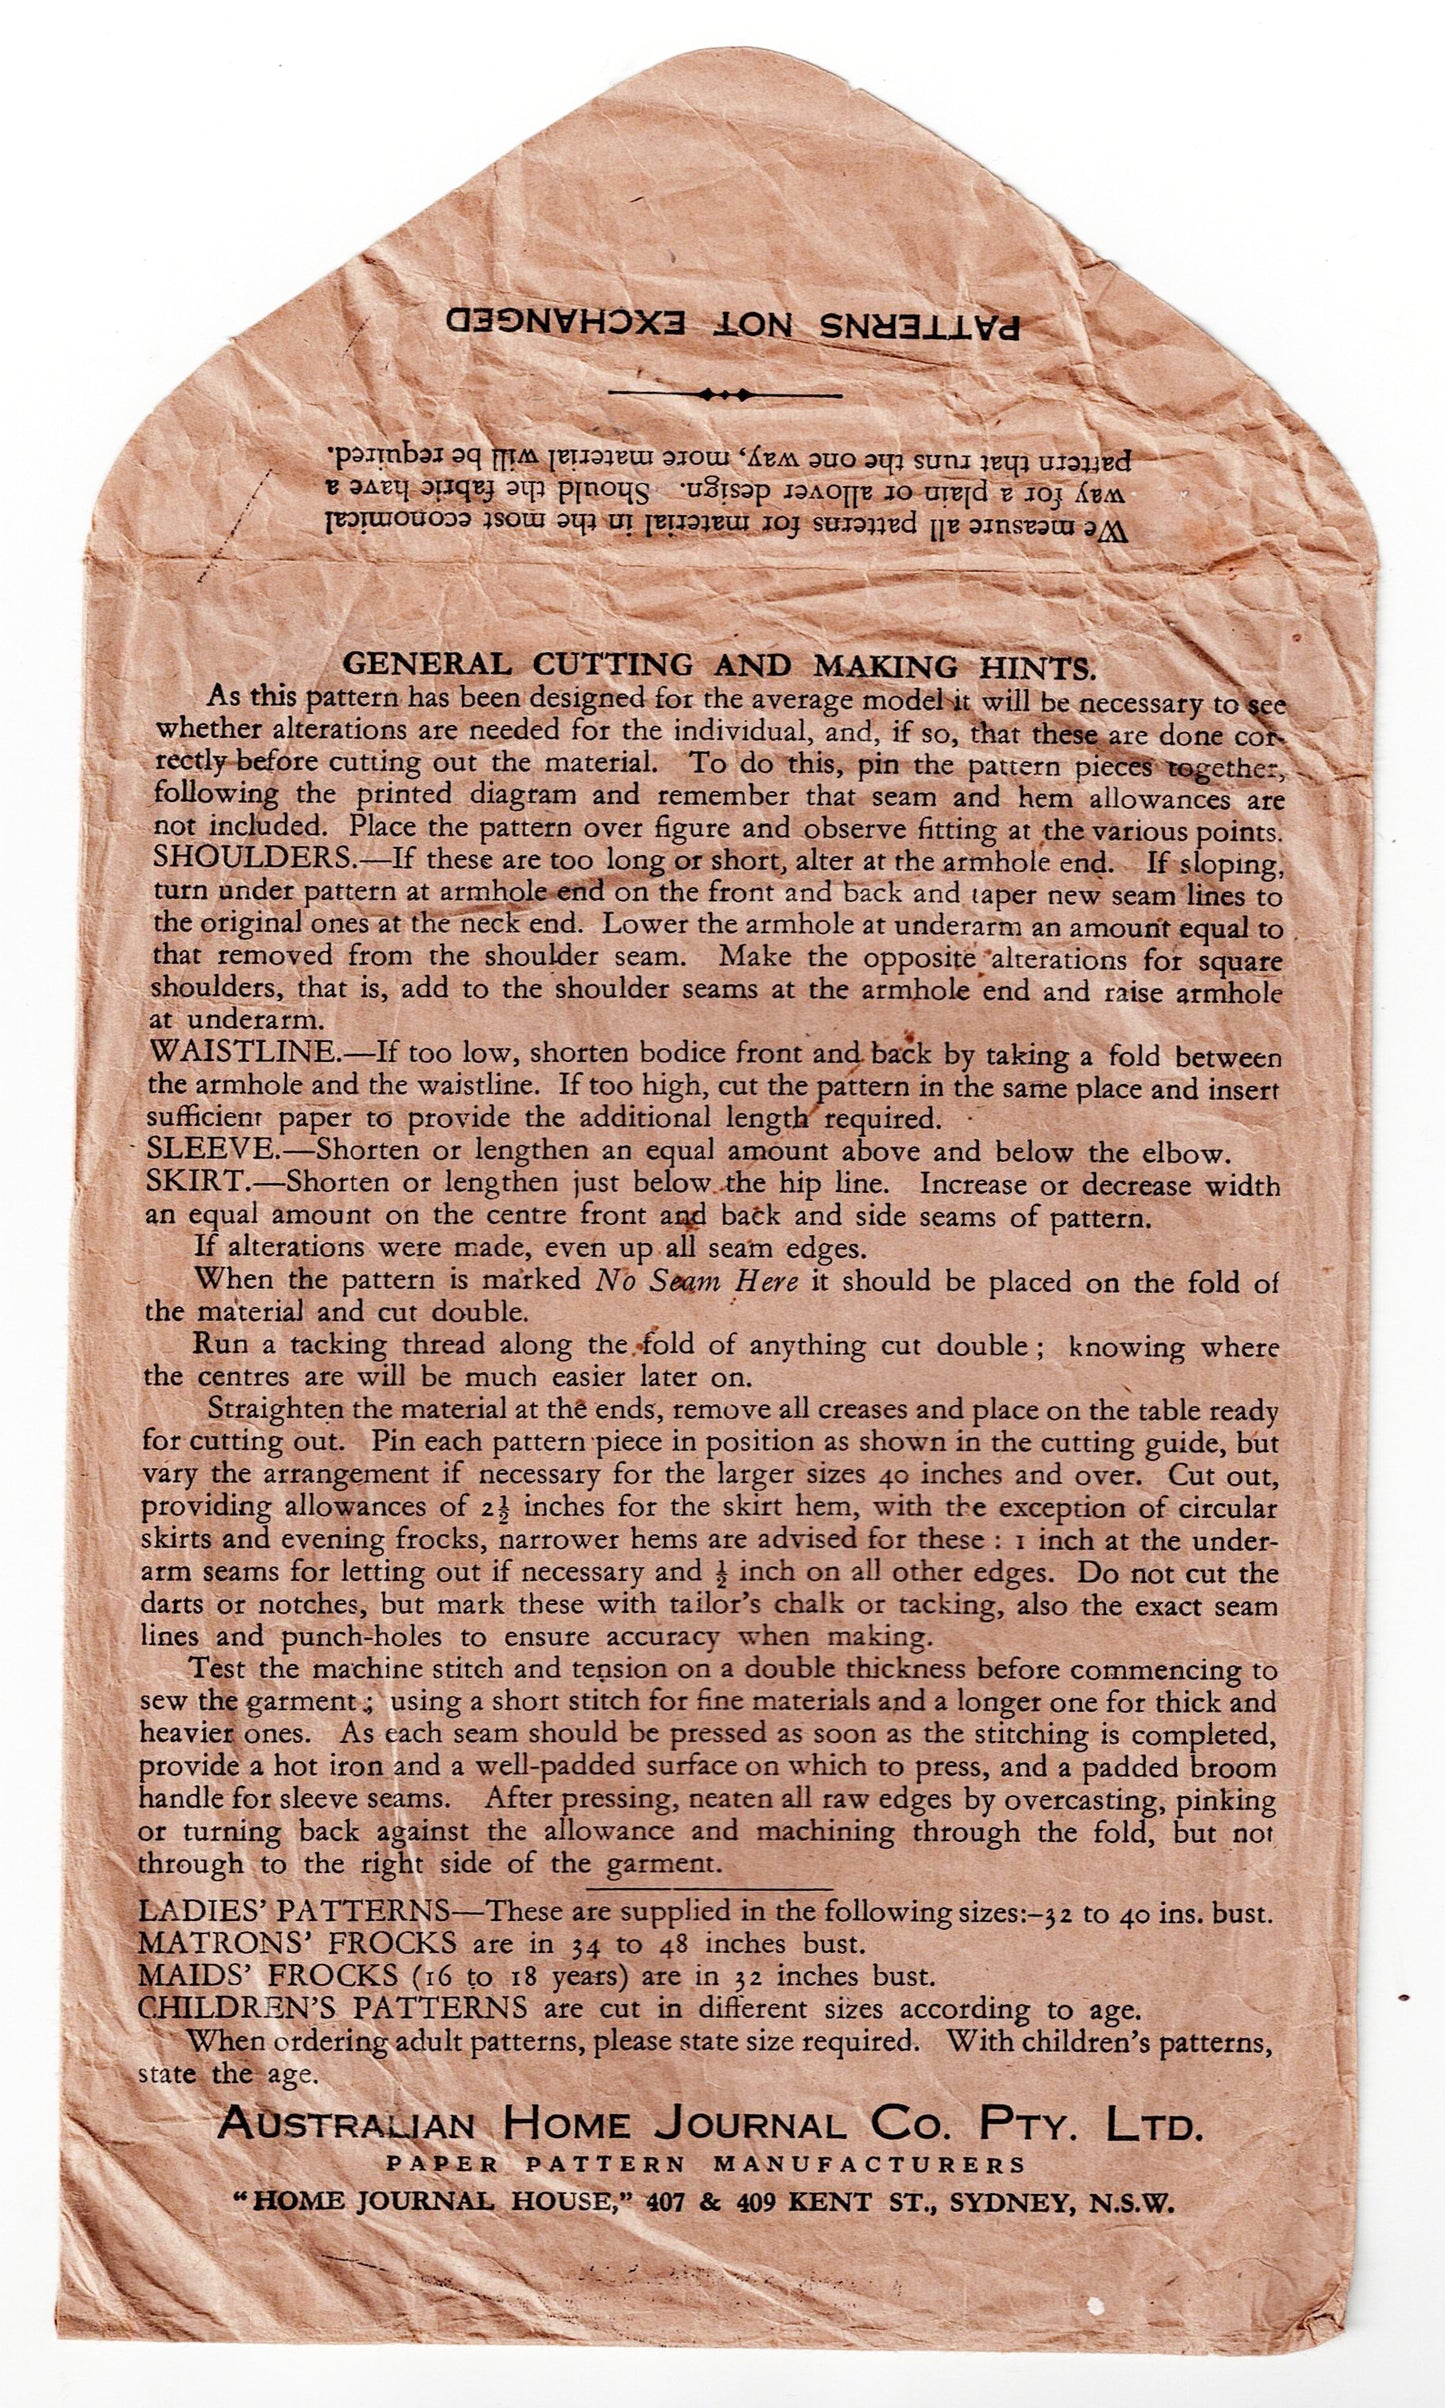 PATTERNS NOT EXCHANGED
We measure all patterns for material in the most economical
way for a plain or allover design. Should the fabric have a
pattern that runs the one way, more material will be required.
GENERAL CUTTING AND MAKING HINTS.
As this pattern has been designed for the average model it will be necessary to see
whether alterations are needed for the individual, and, if so, that these are done cor-
rectly before cutting out the material. To do this, pin the pattern pieces together,
following the printed diagram and remember that seam and hem allowances are
not included. Place the pattern over figure and observe fitting at the various points.
SHOULDERS.—If these are too long or short, alter at the armhole end. If sloping,
turn under pattern at armhole end on the front and back and taper new seam lines to
the original ones at the neck end. Lower the armhole at underarm an amount equal to
that removed from the shoulder seam. Make the opposite alterations for square
shoulders, that is, add to the shoulder seams at the armhole end and raise armhole
at underarm.
WAISTLINE.—If too low, shorten bodice front and back by taking a fold between
the armhole and the waistline. If too high, cut the pattern in the same place and insert
sufficient paper to provide the additional length required.
SLEEVE.—Shorten or lengthen an equal amount above and below the elbow.
SKIRT.—Shorten or lengthen just below the hip line. Increase or decrease width
an equal amount on the centre front and back and side seams of pattern.
If alterations were made, even up all seam edges.
When the pattern is marked No Seam Here it should be placed on the fold of
the material and cut double.
Run a tacking thread along the fold of anything cut double ; knowing where
the centres are will be much easier later on.
Straighten the material at the ends, remove all creases and place on the table ready
for cutting out. Pin each pattern piece in position as shown in the cutting guide, but
vary the arrangement if necessary for the larger sizes 40 inches and over. Cut out,
providing allowances of 2½ inches for the skirt hem, with the exception of circular
skirts and evening frocks, narrower hems are advised for these : 1 inch at the under-
arm seams for letting out if necessary and ½ inch on all other edges. Do not cut the
darts or notches, but mark these with tailor's chalk or tacking, also the exact seam
lines and punch-holes to ensure accuracy when making.
Test the machine stitch and tension on a double thickness before commencing to
sew the garment ; using a short stitch for fine materials and a longer one for thick and
heavier ones. As each seam should be pressed as soon as the stitching is completed,
provide a hot iron and a well-padded surface on which to press, and a padded broom
handle for sleeve seams. After pressing, neaten all raw edges by overcasting, pinking
or turning back against the allowance and machining through the fold, but not
through to the right side of the garment.
LADIES' PATTERNS—These are supplied in the following sizes:–32 to 40 ins. bust.
MATRONS' FROCKS are in 34 to 48 inches bust.
MAIDS' FROCKS (16 to 18 years) are in 32 inches bust.
CHILDREN'S PATTERNS are cut in different sizes according to age.
When ordering adult patterns, please state size required. With children's patterns,
state the age.
AUSTRALIAN HOME JOURNAL CO. PTY. LTD.
PAPER PATTERN MANUFACTURERS
"HOME JOURNAL HOUSE," 407 & 409 KENT ST., SYDNEY, N.S.W.